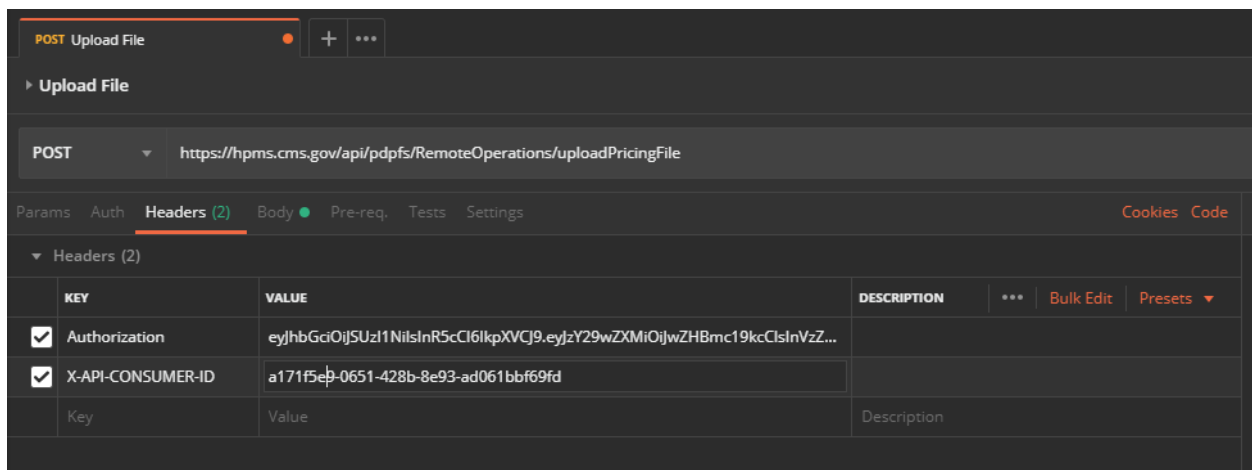 POST Upload File
Upload File
POST https://hpms.cms.gov/api/pdpfs/RemoteOperations/uploadPricingFile
Params Auth Headers (2) Body Pre-req. Tests Settings Cookies Code
Headers (2)
KEY VALUE DESCRIPTION ••• Bulk Edit Presets
Authorization eyJhbGciOiJSUzI1NiIsInR5cCI6IkpXVCJ9.eyJzY29wZXMiOiJwZHBmc19kcCIsInVzZ...
X-API-CONSUMER-ID a171f5e9-0651-428b-8e93-ad061bbf69fd
Key Value Description